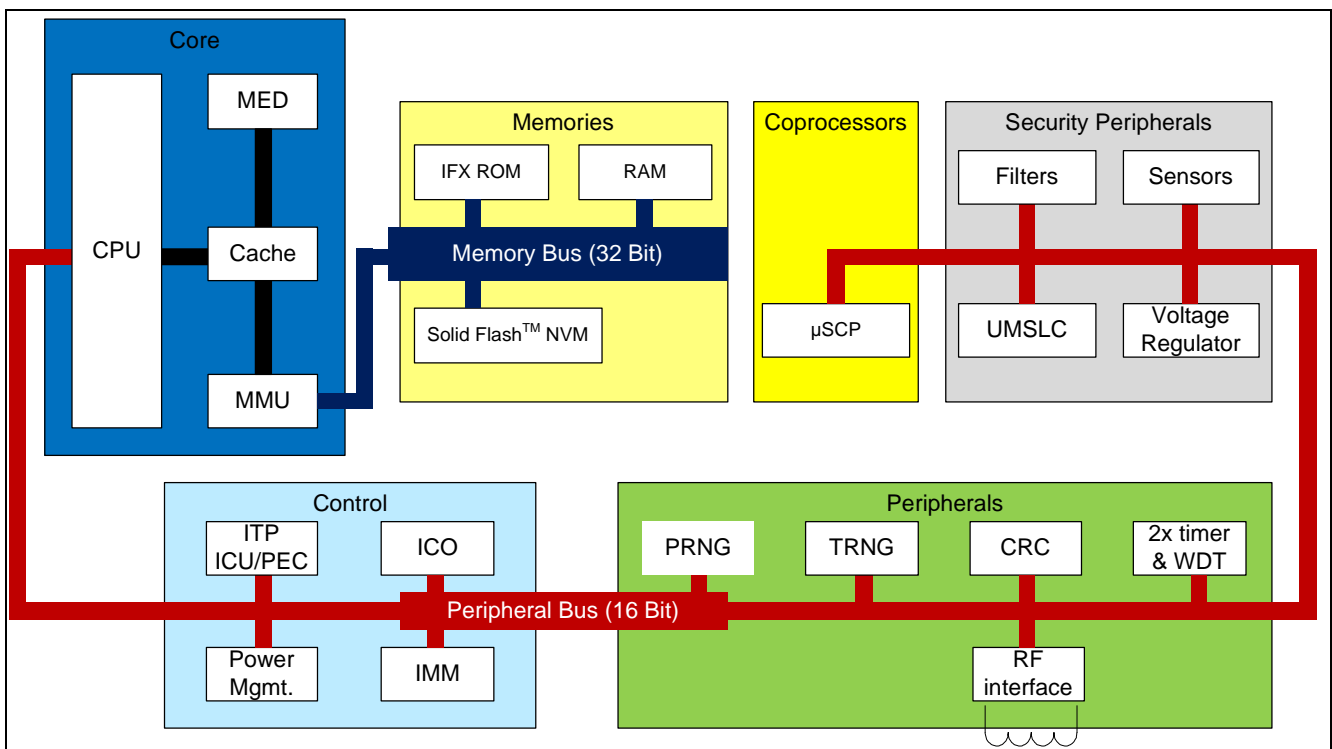 Core
MED
CPU
Cache
MMU
Memories
IFX ROM
RAM
Memory Bus (32 Bit)
Solid Flash™ NVM
Coprocessors
µSCP
Security Peripherals
Filters
Sensors
UMSLC
Voltage
Regulator
Control
ITP
ICU/PEC
ICO
Peripheral Bus (16 Bit)
Power
Mgmt.
IMM
Peripherals
PRNG
TRNG
CRC
2x timer
& WDT
RF
interface